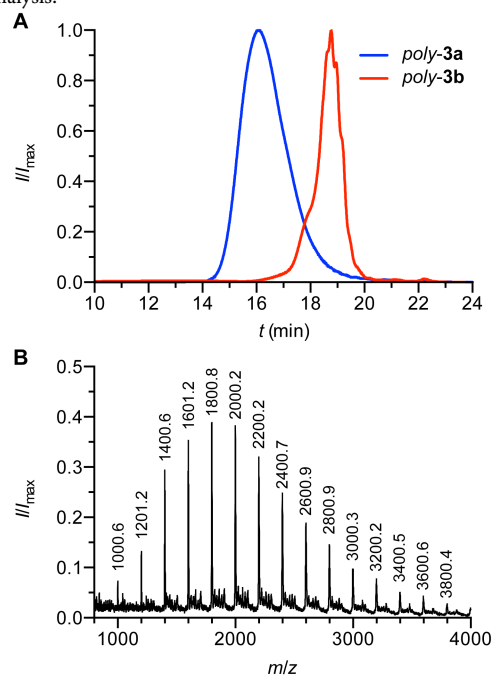 nalysis.
A
1.0
0.8
0.6
0.4
0.2
0.0
I/Imax
poly-3a
poly-3b
10 12 14 16 18 20 22 24
t (min)
B
0.5
0.4
0.3
0.2
0.1
0.0
I/Imax
1000.6
1201.2
1400.6
1601.2
1800.8
2000.2
2200.2
2400.7
2600.9
2800.9
3000.3
3200.2
3400.5
3600.6
3800.4
1000 2000 3000 4000
m/z